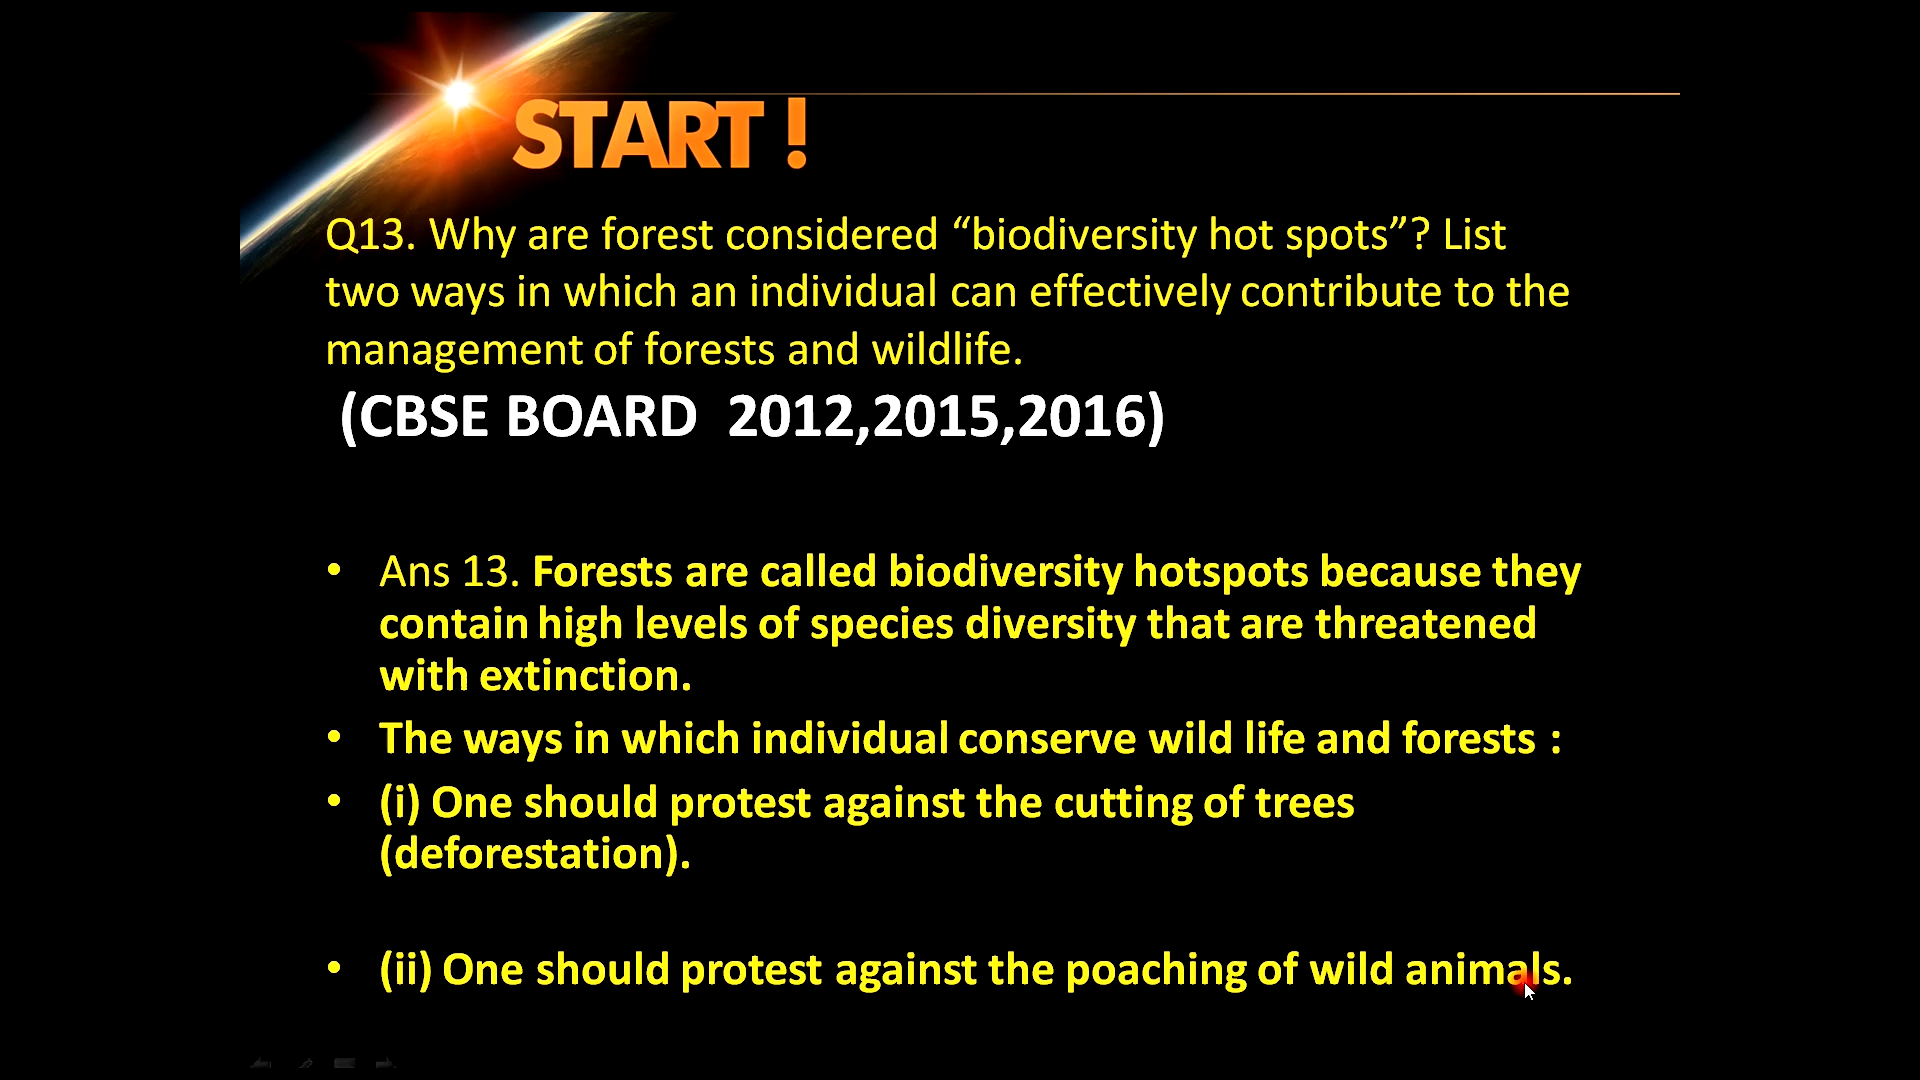 START !
Q13. Why are forest considered “biodiversity hot spots”? List
two ways in which an individual can effectively contribute to the
management of forests and wildlife.
(CBSE BOARD 2012,2015,2016)
• Ans 13. Forests are called biodiversity hotspots because they
contain high levels of species diversity that are threatened
with extinction.
• The ways in which individual conserve wild life and forests :
• (i) One should protest against the cutting of trees
(deforestation).
• (ii) One should protest against the poaching of wild animals.